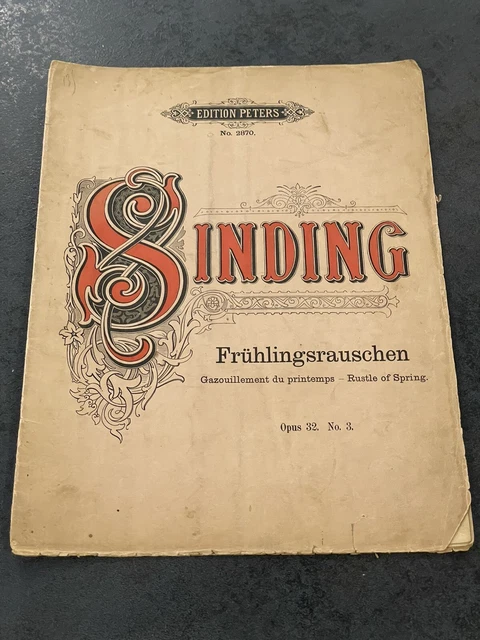 EDITION PETERS
No. 2870.
SINDING
Frühlingsrauschen
Gazouillement du printemps – Rustle of Spring.
Opus 32. No. 3.